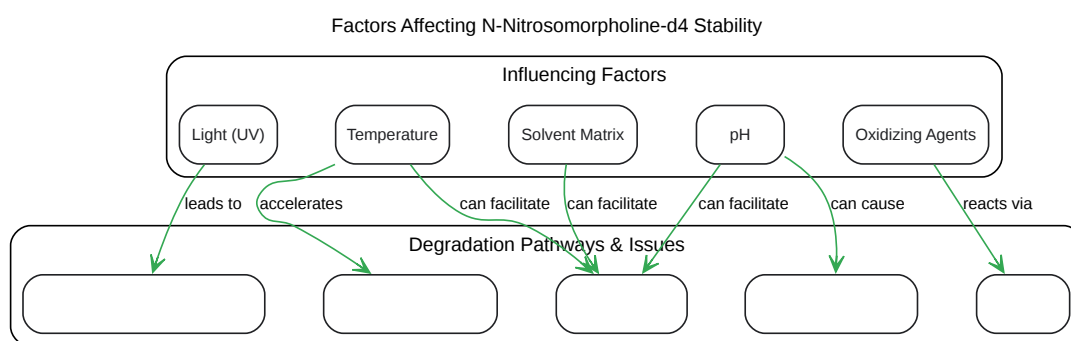 Factors Affecting N-Nitrosomorpholine-d4 Stability
Influencing Factors
Light (UV)
Temperature
Solvent Matrix
pH
Oxidizing Agents
leads to
accelerates
can facilitate
can facilitate
can facilitate
can cause
reacts via
Degradation Pathways & Issues